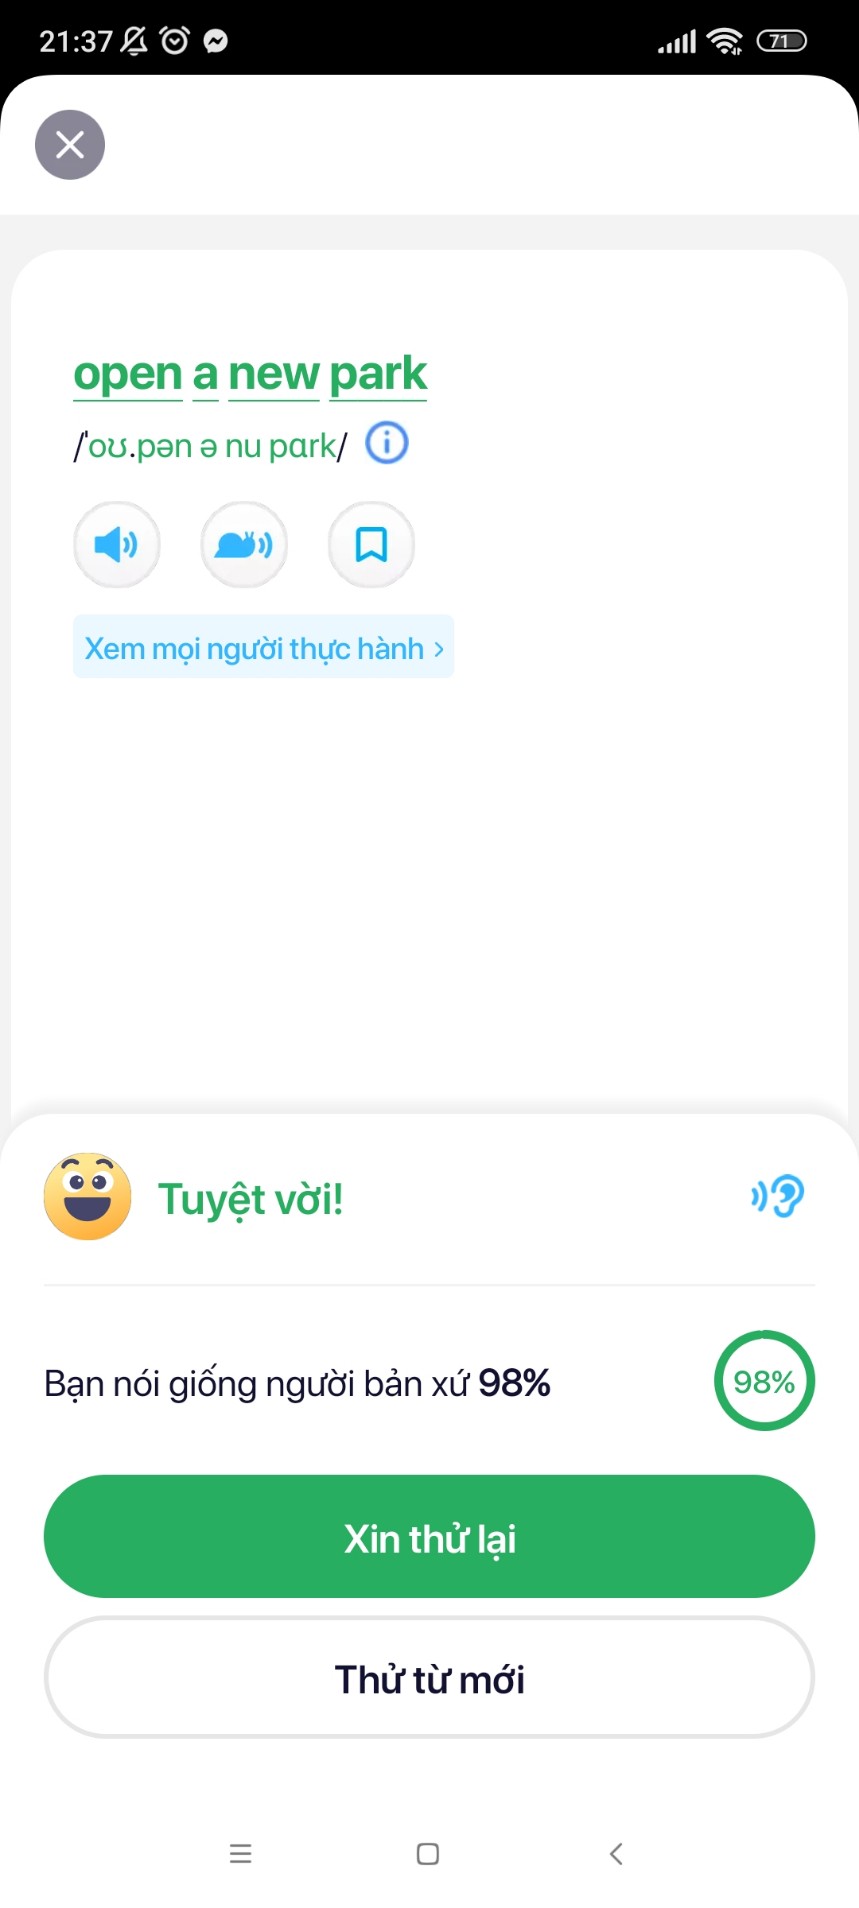 21:37
71
open a new park
/ˈoʊ.pən ə nu pɑrk/
Xem mọi người thực hành
Tuyệt vời!
Bạn nói giống người bản xứ 98%
98%
Xin thử lại
Thử từ mới